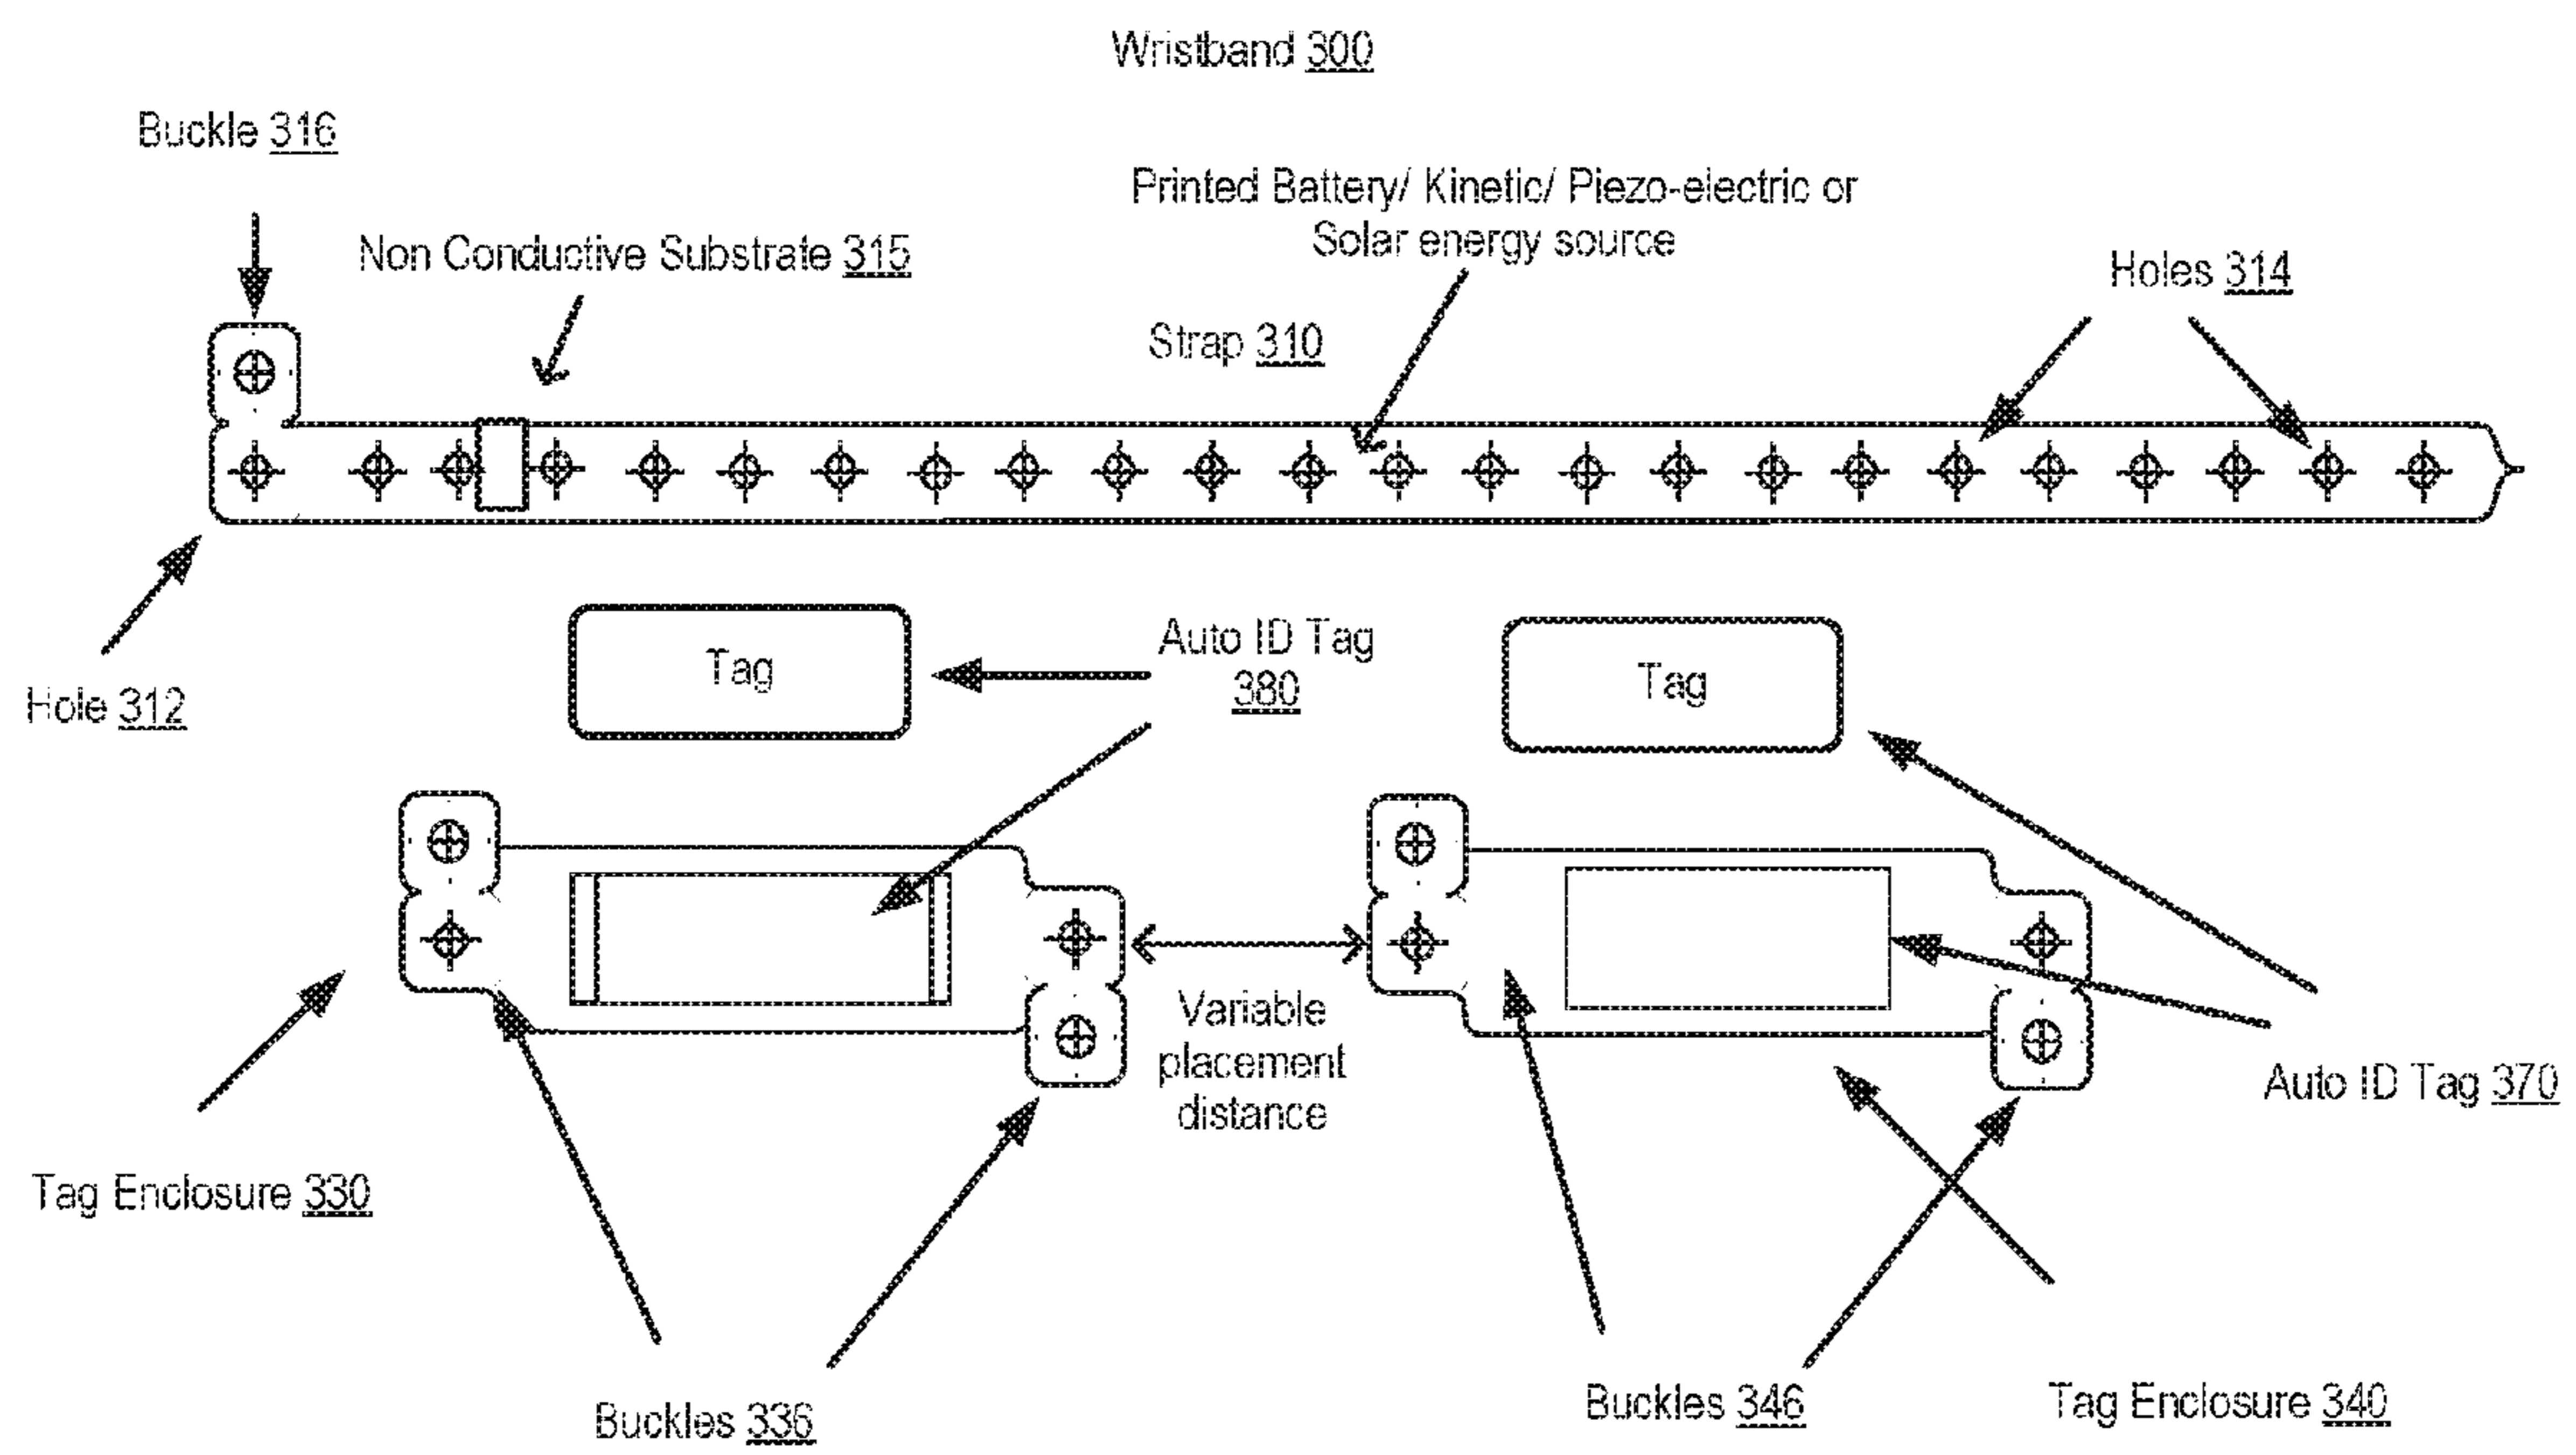 Wristband 300
Buckle 316
Printed Battery/ Kinetic/ Piezo-electric or
Solar energy source
Non Conductive Substrate 315
Holes 314
Strap 310
Hole 312
Tag
Auto ID Tag
380
Tag
Variable
placement
distance
Auto ID Tag 370
Tag Enclosure 330
Buckles 336
Buckles 346
Tag Enclosure 340